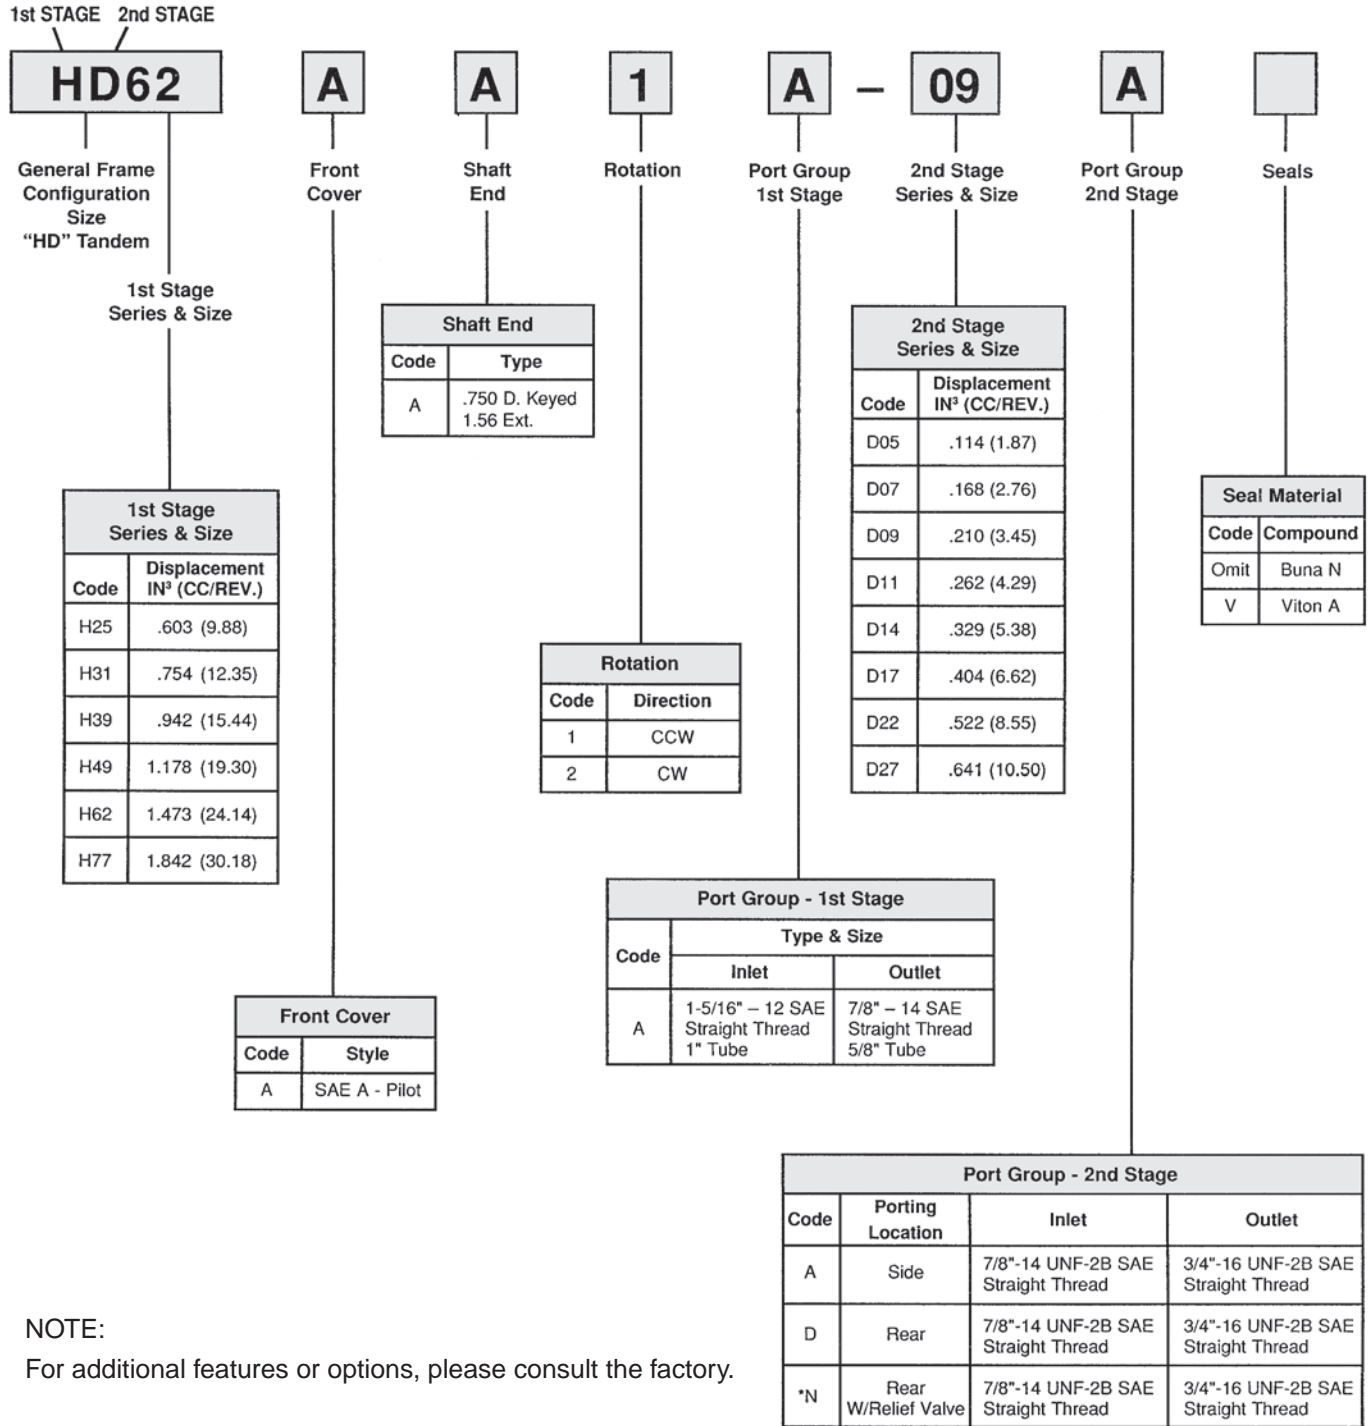 1st STAGE 2nd STAGE
HD62 A A 1 A – 09 A
General Frame
Configuration
Size
“HD” Tandem
Front
Cover
Shaft
End
Rotation
Port Group
1st Stage
2nd Stage
Series & Size
Port Group
2nd Stage
Seals
1st Stage
Series & Size
Shaft End
Code Type
A .750 D. Keyed
1.56 Ext.
2nd Stage
Series & Size
Code Displacement
IN³ (CC/REV.)
D05 .114 (1.87)
D07 .168 (2.76)
D09 .210 (3.45)
D11 .262 (4.29)
D14 .329 (5.38)
D17 .404 (6.62)
D22 .522 (8.55)
D27 .641 (10.50)
Seal Material
Code Compound
Omit Buna N
V Viton A
1st Stage
Series & Size
Code Displacement
IN³ (CC/REV.)
H25 .603 (9.88)
H31 .754 (12.35)
H39 .942 (15.44)
H49 1.178 (19.30)
H62 1.473 (24.14)
H77 1.842 (30.18)
Rotation
Code Direction
1 CCW
2 CW
Port Group - 1st Stage
Code Type & Size
Inlet Outlet
A
1-5/16" – 12 SAE
Straight Thread
1" Tube
7/8" – 14 SAE
Straight Thread
5/8" Tube
Front Cover
Code Style
A SAE A - Pilot
Port Group - 2nd Stage
Code Porting
Location Inlet Outlet
A Side
7/8"-14 UNF-2B SAE
Straight Thread
3/4"-16 UNF-2B SAE
Straight Thread
D Rear
7/8"-14 UNF-2B SAE
Straight Thread
3/4"-16 UNF-2B SAE
Straight Thread
*N Rear
W/Relief Valve
7/8"-14 UNF-2B SAE
Straight Thread
3/4"-16 UNF-2B SAE
Straight Thread
NOTE:
For additional features or options, please consult the factory.